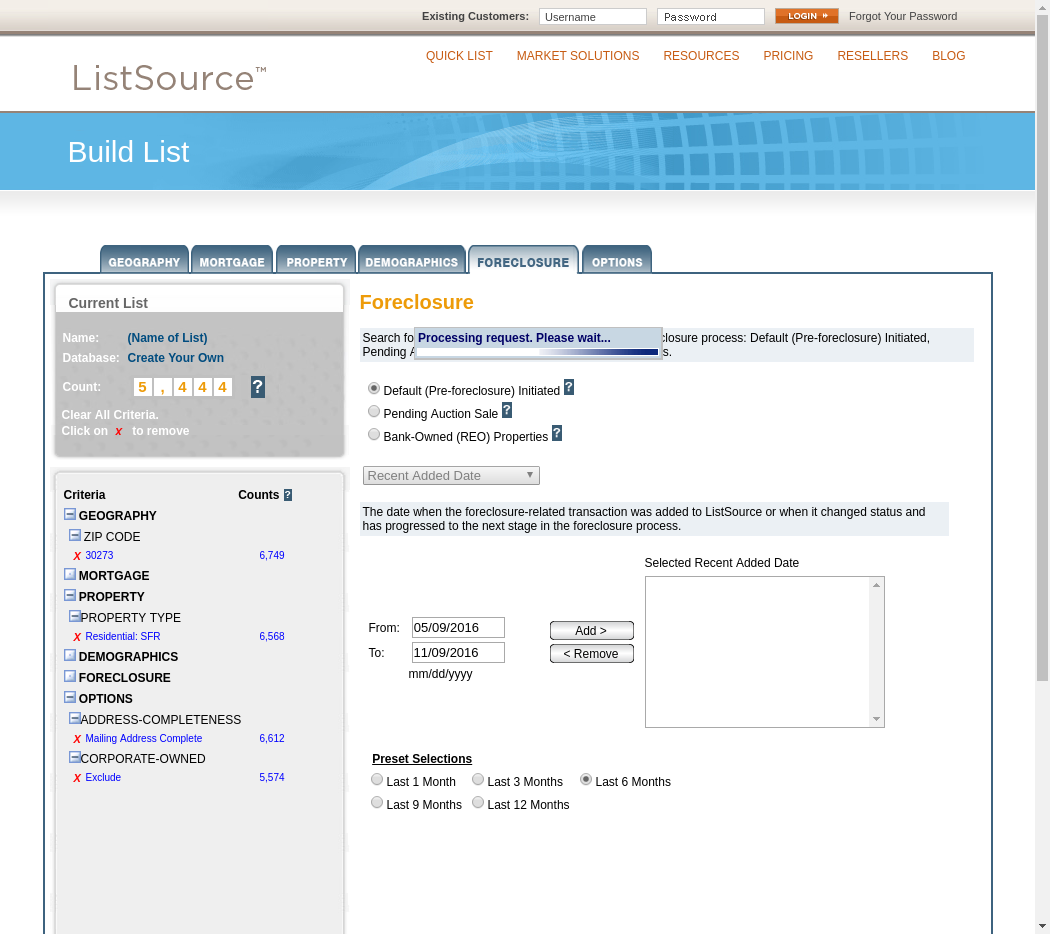 Existing Customers: Username Password LOGIN Forgot Your Password
QUICK LIST MARKET SOLUTIONS RESOURCES PRICING RESELLERS BLOG
ListSource™
Build List
GEOGRAPHY MORTGAGE PROPERTY DEMOGRAPHICS FORECLOSURE OPTIONS
Current List
Name: (Name of List)
Database: Create Your Own
Count: 5,444 ?
Clear All Criteria.
Click on X to remove
Criteria Counts ?
GEOGRAPHY
ZIP CODE
X 30273 6,749
MORTGAGE
PROPERTY
PROPERTY TYPE
X Residential: SFR 6,568
DEMOGRAPHICS
FORECLOSURE
OPTIONS
ADDRESS-COMPLETENESS
X Mailing Address Complete 6,612
CORPORATE-OWNED
X Exclude 5,574
Foreclosure
Search fo Processing request. Please wait... closure process: Default (Pre-foreclosure) Initiated,
Pending s.
Default (Pre-foreclosure) Initiated ?
Pending Auction Sale ?
Bank-Owned (REO) Properties ?
Recent Added Date
The date when the foreclosure-related transaction was added to ListSource or when it changed status and
has progressed to the next stage in the foreclosure process.
Selected Recent Added Date
From: 05/09/2016 Add >
To: 11/09/2016 < Remove
mm/dd/yyyy
Preset Selections
Last 1 Month Last 3 Months Last 6 Months
Last 9 Months Last 12 Months